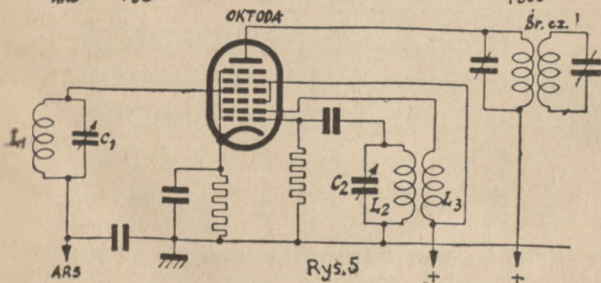 OKTODA
Śr. cz.
L1
C1
C2
L2
L3
ARS
Rys.5
+
+